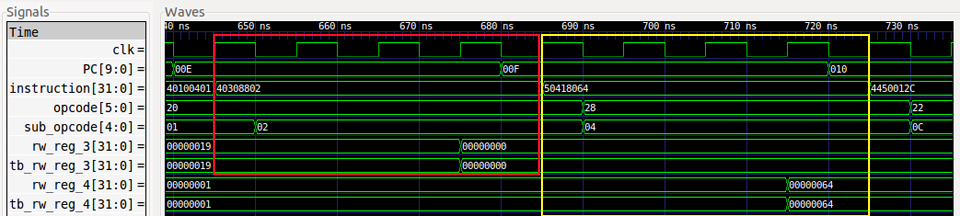 Signals
Waves
Time
clk =
PC[9:0] =
instruction[31:0] =
opcode[5:0] =
sub_opcode[4:0] =
rw_reg_3[31:0] =
tb_rw_reg_3[31:0] =
rw_reg_4[31:0] =
tb_rw_reg_4[31:0] =
40 ns 650 ns 660 ns 670 ns 680 ns 690 ns 700 ns 710 ns 720 ns 730 ns
00E 00F 010
40100401 40308802 50418064 4450012C
20 28 22
01 02 04 0C
00000019 00000000
00000019 00000000
00000001 00000064
00000001 00000064